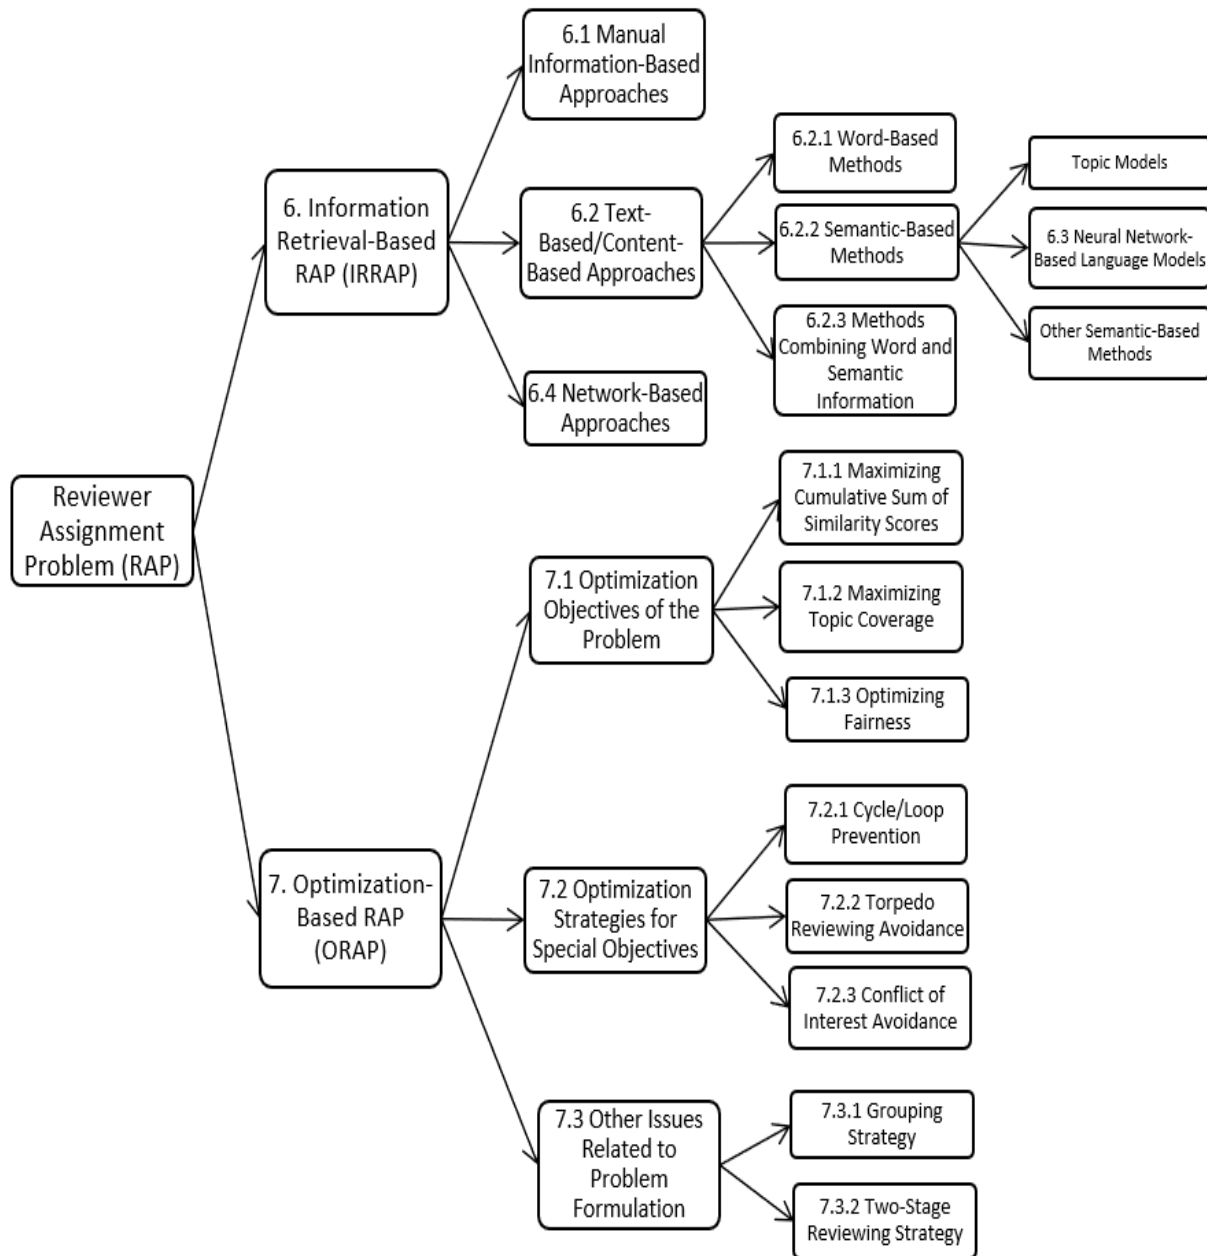 6.1 Manual
Information-Based
Approaches
6.2.1 Word-Based
Methods
Topic Models
6. Information
Retrieval-Based
RAP (IRRAP)
6.2 Text-
Based/Content-
Based Approaches
6.2.2 Semantic-Based
Methods
6.3 Neural Network-
Based Language Models
6.2.3 Methods
Combining Word and
Semantic
Information
Other Semantic-Based
Methods
6.4 Network-Based
Approaches
Reviewer
Assignment
Problem (RAP)
7.1.1 Maximizing
Cumulative Sum of
Similarity Scores
7.1 Optimization
Objectives of the
Problem
7.1.2 Maximizing
Topic Coverage
7.1.3 Optimizing
Fairness
7. Optimization-
Based RAP
(ORAP)
7.2.1 Cycle/Loop
Prevention
7.2 Optimization
Strategies for
Special Objectives
7.2.2 Torpedo
Reviewing Avoidance
7.2.3 Conflict of
Interest Avoidance
7.3 Other Issues
Related to
Problem
Formulation
7.3.1 Grouping
Strategy
7.3.2 Two-Stage
Reviewing Strategy